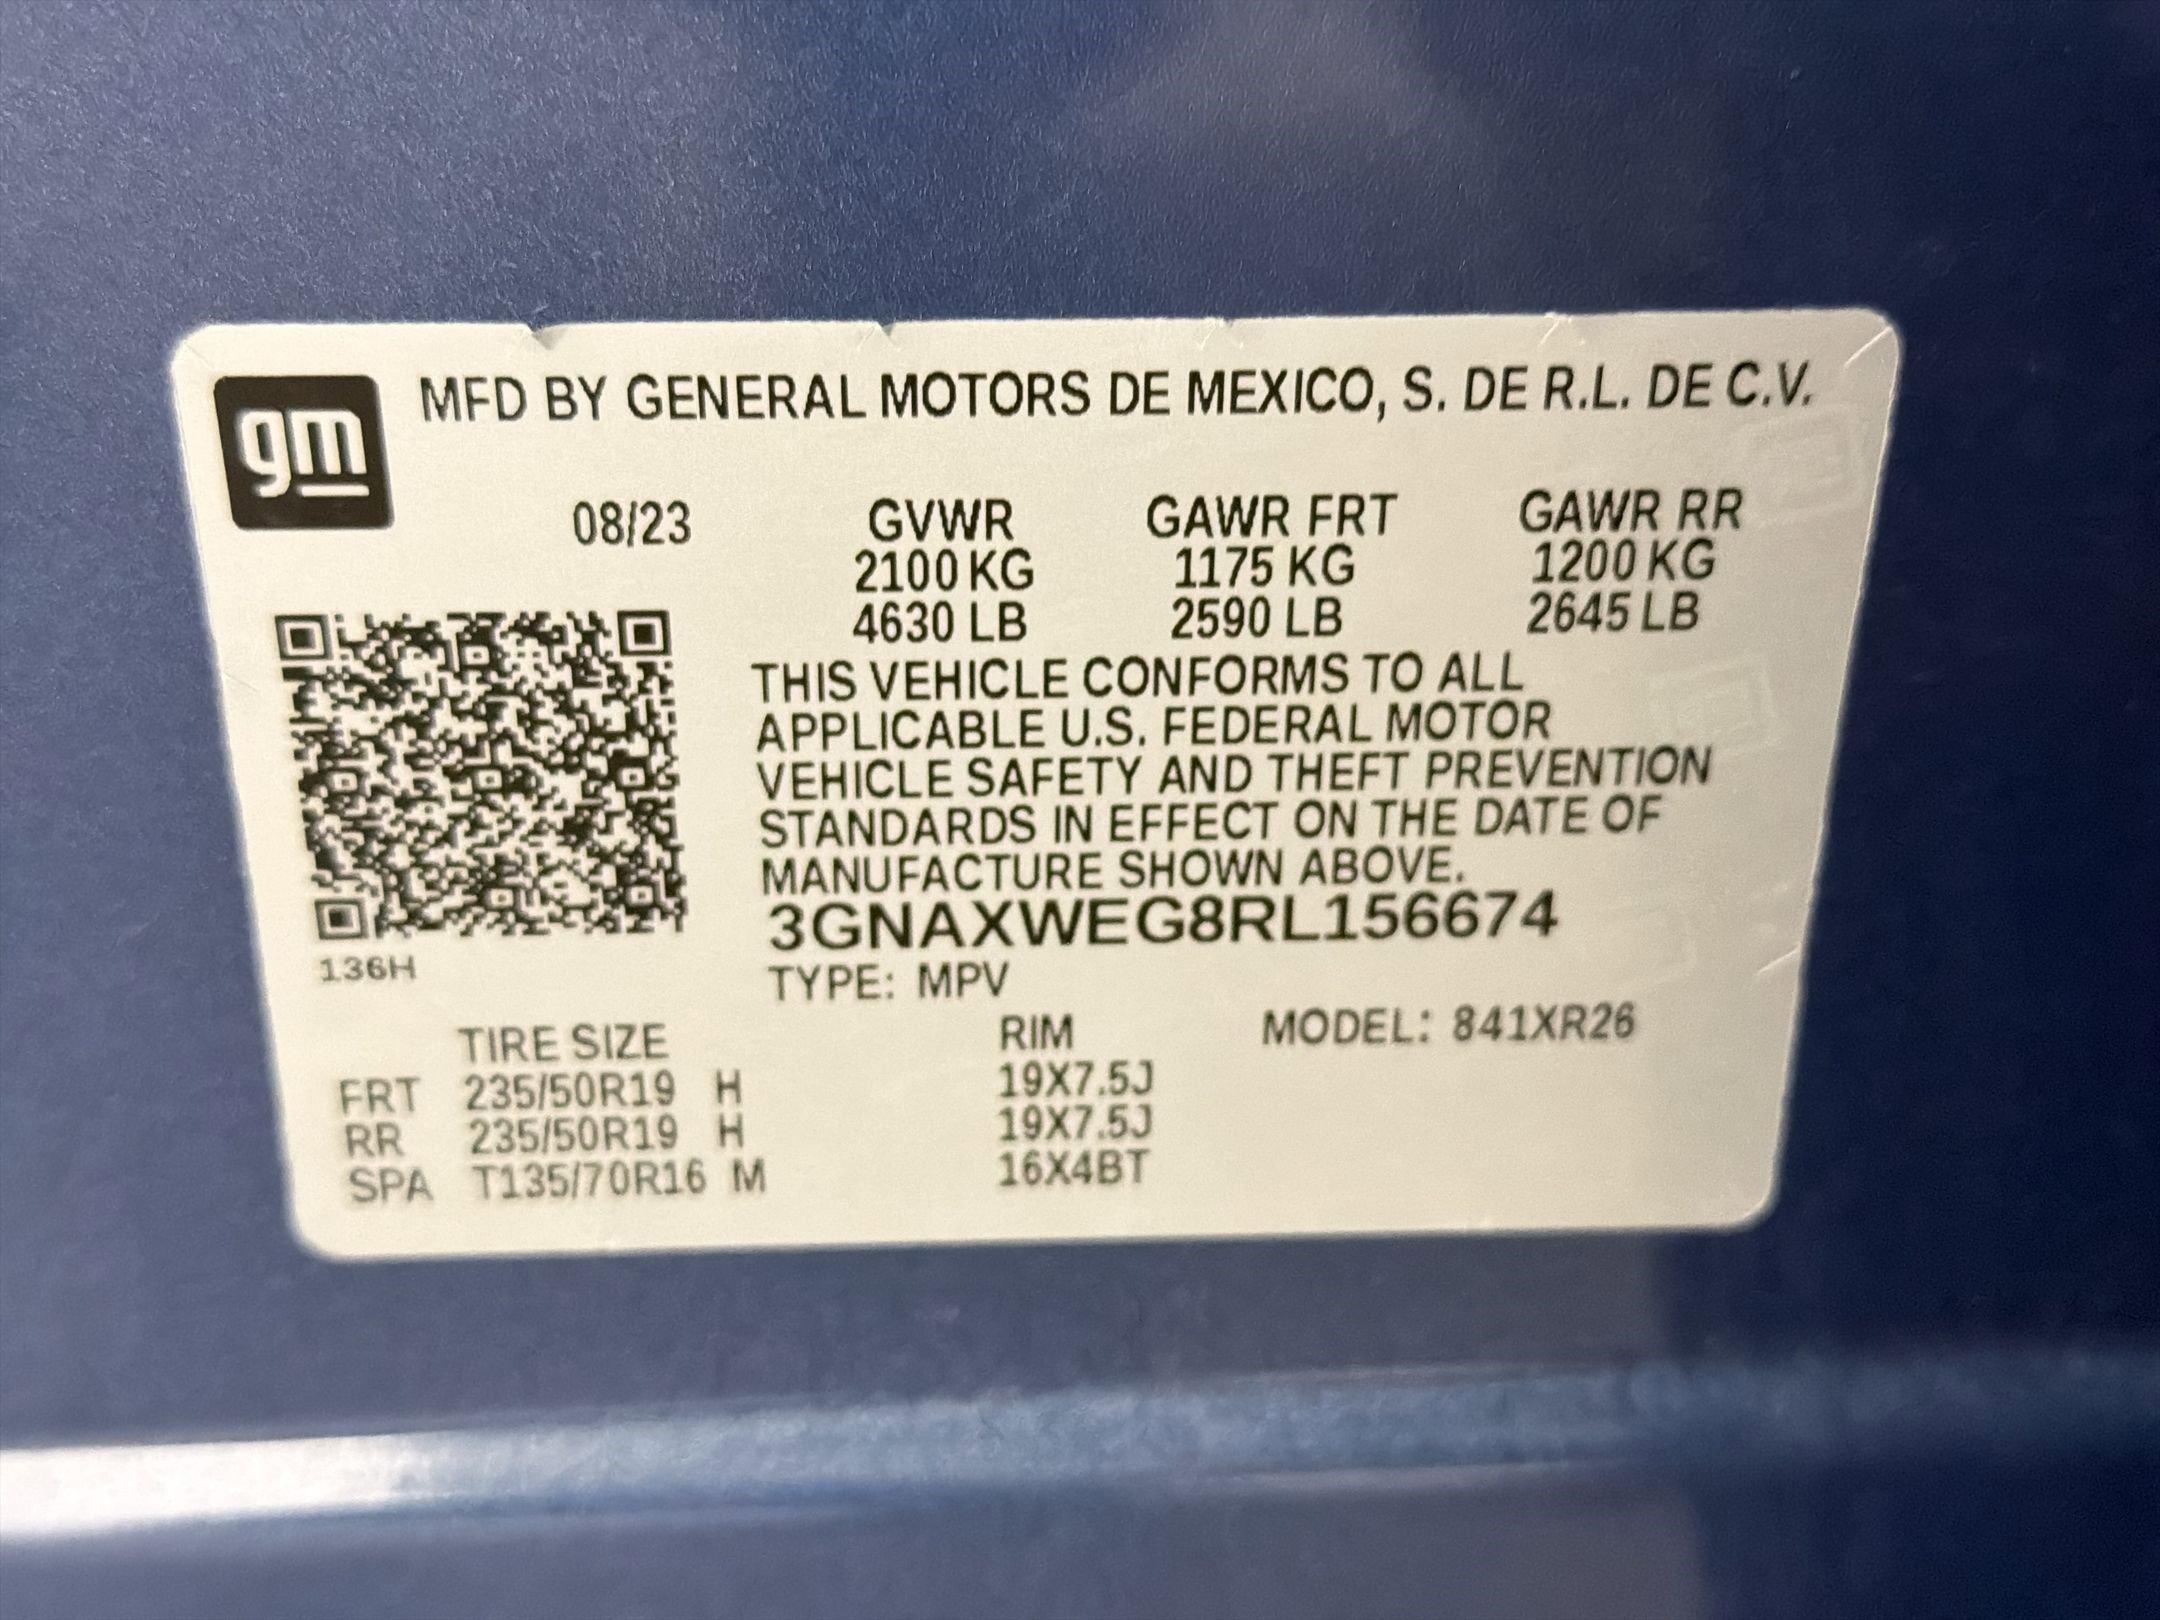 gm
MFD BY GENERAL MOTORS DE MEXICO, S. DE R.L. DE C.V.
08/23 GVWR GAWR FRT GAWR RR
2100 KG 1175 KG 1200 KG
4630 LB 2590 LB 2645 LB
THIS VEHICLE CONFORMS TO ALL
APPLICABLE U.S. FEDERAL MOTOR
VEHICLE SAFETY AND THEFT PREVENTION
STANDARDS IN EFFECT ON THE DATE OF
MANUFACTURE SHOWN ABOVE.
3GNAXWEG8RL156674
136H
TYPE: MPV
TIRE SIZE RIM MODEL: 841XR26
FRT 235/50R19 H 19X7.5J
RR 235/50R19 H 19X7.5J
SPA T135/70R16 M 16X4BT